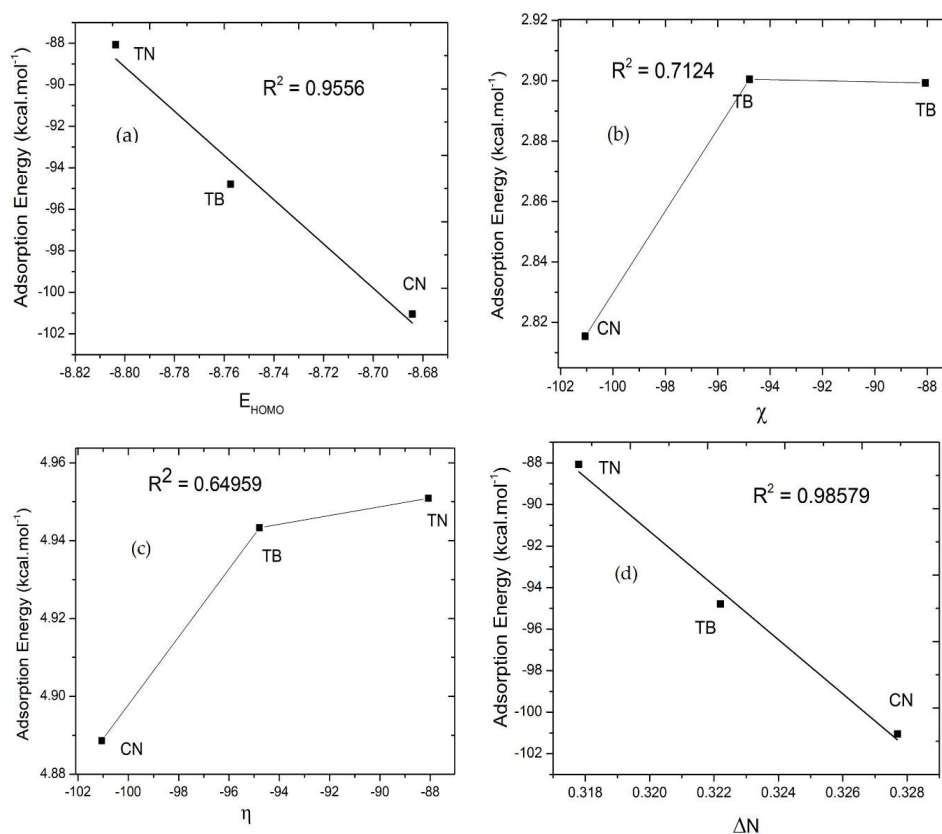 -88
-90
-92
-94
-96
-98
-100
-102
Adsorption Energy (kcal.mol⁻¹)
TN
R² = 0.9556
(a)
TB
CN
-8.82 -8.80 -8.78 -8.76 -8.74 -8.72 -8.70 -8.68
E_HOMO
2.92
2.90
2.88
2.86
2.84
2.82
Adsorption Energy (kcal.mol⁻¹)
R² = 0.7124
TB
TB
(b)
CN
-102 -100 -98 -96 -94 -92 -90 -88
χ
4.96
4.94
4.92
4.90
4.88
Adsorption Energy (kcal.mol⁻¹)
R² = 0.64959
TN
(c)
TB
CN
-102 -100 -98 -96 -94 -92 -90 -88
η
-88
-90
-92
-94
-96
-98
-100
-102
Adsorption Energy (kcal.mol⁻¹)
TN
R² = 0.98579
(d)
TB
CN
0.318 0.320 0.322 0.324 0.326 0.328
ΔN